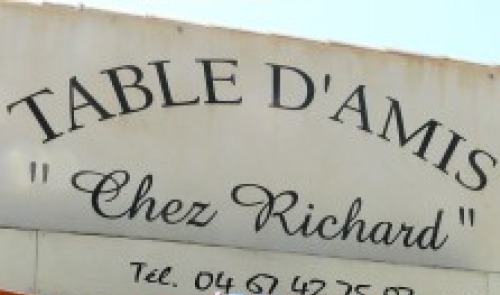 TABLE D'AMIS
"Chez Richard"
Tel. 04 67 42 75